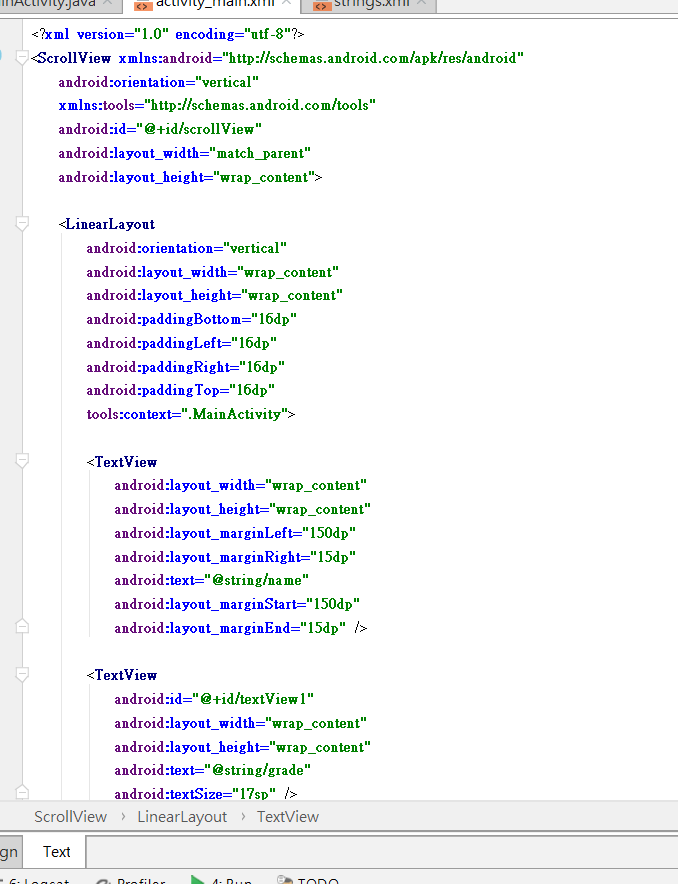 inActivity.java × activity_main.xml × strings.xml ×
<?xml version="1.0" encoding="utf-8"?>
<ScrollView xmlns:android="http://schemas.android.com/apk/res/android"
android:orientation="vertical"
xmlns:tools="http://schemas.android.com/tools"
android:id="@+id/scrollView"
android:layout_width="match_parent"
android:layout_height="wrap_content">
<LinearLayout
android:orientation="vertical"
android:layout_width="wrap_content"
android:layout_height="wrap_content"
android:paddingBottom="16dp"
android:paddingLeft="16dp"
android:paddingRight="16dp"
android:paddingTop="16dp"
tools:context=".MainActivity">
<TextView
android:layout_width="wrap_content"
android:layout_height="wrap_content"
android:layout_marginLeft="150dp"
android:layout_marginRight="15dp"
android:text="@string/name"
android:layout_marginStart="150dp"
android:layout_marginEnd="15dp" />
<TextView
android:id="@+id/textView1"
android:layout_width="wrap_content"
android:layout_height="wrap_content"
android:text="@string/grade"
android:textSize="17sp" />
ScrollView › LinearLayout › TextView
gn Text
6: Logcat Profiler 4: Run TODO